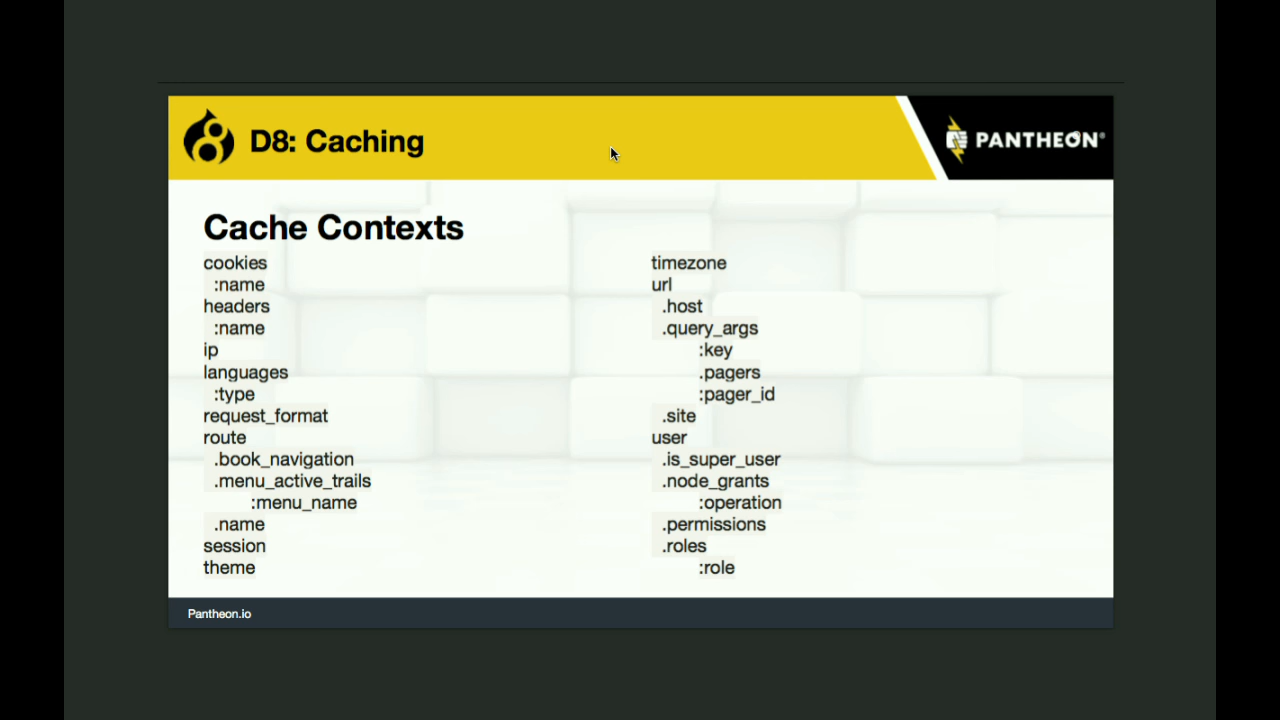 D8: Caching
PANTHEON®
Cache Contexts
cookies
:name
headers
:name
ip
languages
:type
request_format
route
.book_navigation
.menu_active_trails
:menu_name
.name
session
theme
timezone
url
.host
.query_args
:key
.pagers
:pager_id
.site
user
.is_super_user
.node_grants
:operation
.permissions
.roles
:role
Pantheon.io